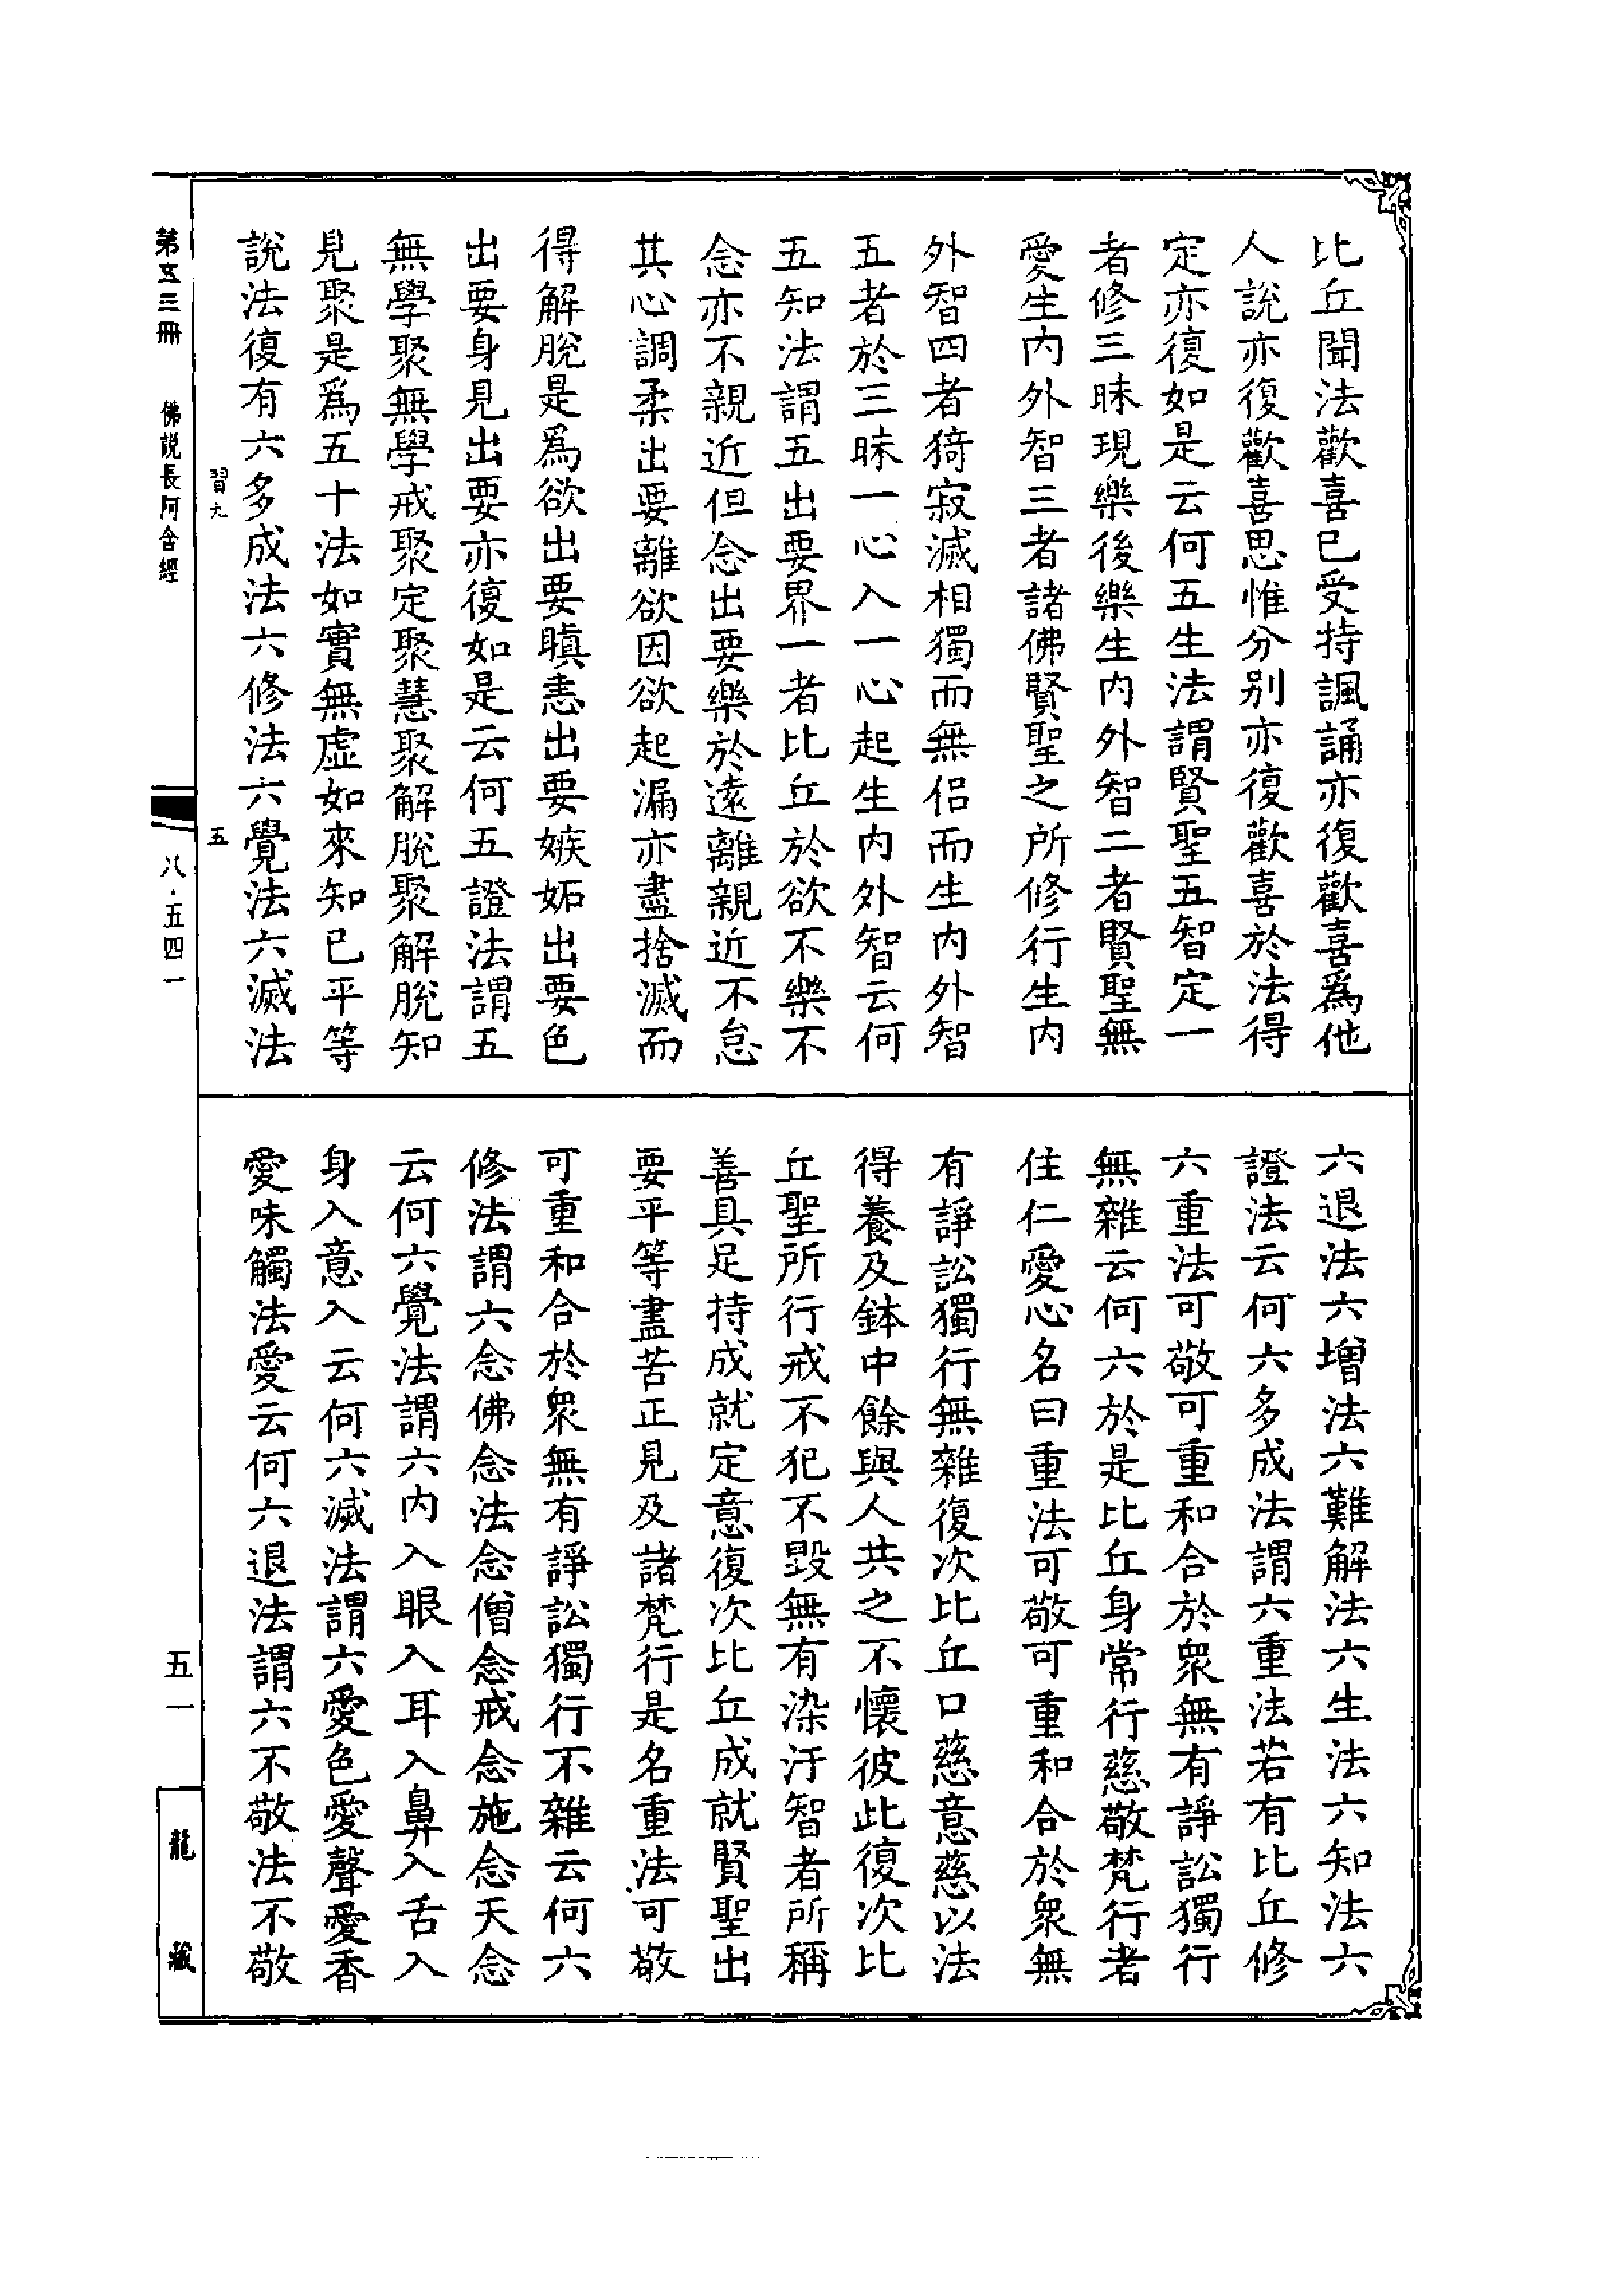 比丘聞法歡喜已受持諷誦亦復歡喜爲他
人說亦復歡喜思惟分別亦復歡喜於法得
定亦復如是云何五生法謂賢聖五智定一
者修三昧現樂後樂生內外智二者賢聖無
愛生內外智三者諸佛賢聖之所修行生內
外智四者猗寂滅相獨而無侶而生內外智
五者於三昧一心入一心起生內外智云何
五知法謂五出要界一者比丘於欲不樂不
念亦不親近但念出要樂於遠離親近不怠
其心調柔出要離欲因欲起漏亦盡捨滅而
得解脫是爲欲出要瞋恚出要嫉妬出要色
出要身見出要亦復如是云何五證法謂五
無學聚無學戒聚定聚慧聚解脫聚解脫知
見聚是爲五十法如實無虛如來知已平等
說法復有六多成法六修法六覺法六滅法
六退法六增法六難解法六生法六知法六
證法云何六多成法謂六重法若有比丘修
六重法可敬可重和合於衆無有諍訟獨行
無雜云何六於是比丘身常行慈敬梵行者
住仁愛心名曰重法可敬可重和合於衆無
有諍訟獨行無雜復次比丘口慈意慈以法
得養及鉢中餘與人共之不懷彼此復次比
丘聖所行戒不犯不毀無有染汙智者所稱
善具足持成就定意復次比丘成就賢聖出
要平等盡苦正見及諸梵行是名重法可敬
可重和合於衆無有諍訟獨行不雜云何六
修法謂六念佛念法念僧念戒念施念天念
云何六覺法謂六內入眼入耳入鼻入舌入
身入意入云何六滅法謂六愛色愛聲愛香
愛味觸法愛云何六退法謂六不敬法不敬
習九
五
第五三冊
佛説長阿含經
八·五四一
五一
龍藏